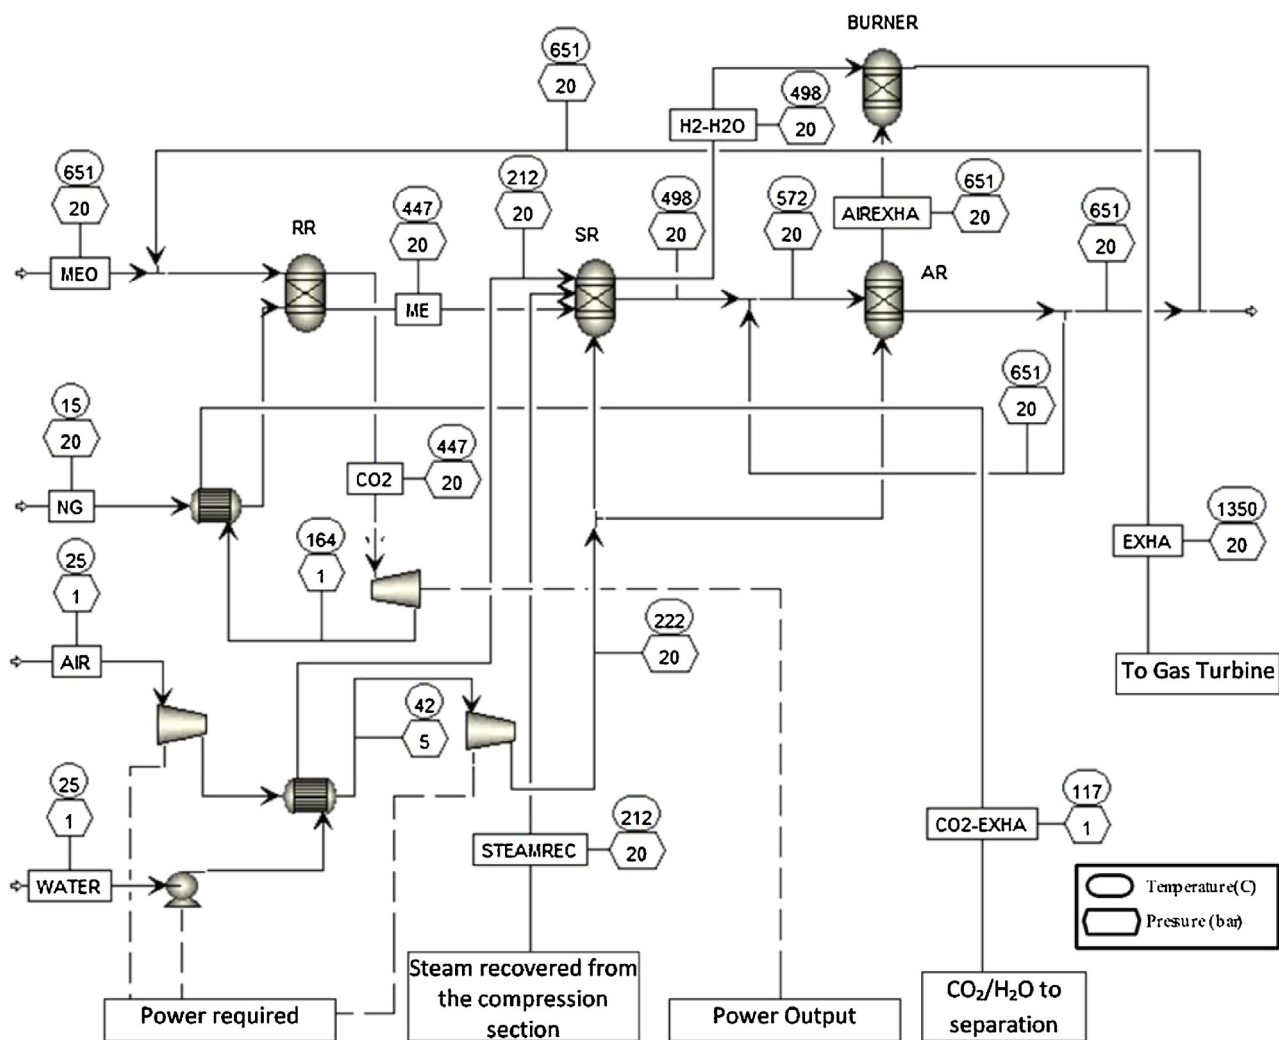 BURNER
651
20
498
20
H2-H2O
651
20
212
20
498
20
572
20
651
20
AIREXHA
651
20
447
20
RR
SR
AR
MEO
ME
651
20
15
20
447
20
CO2
NG
1350
20
EXHA
164
1
25
1
222
20
AIR
To Gas Turbine
42
5
25
1
117
1
CO2-EXHA
212
20
STEAMREC
WATER
Temperature(C)
Pressure (bar)
Steam recovered from
the compression
section
CO₂/H₂O to
separation
Power required
Power Output